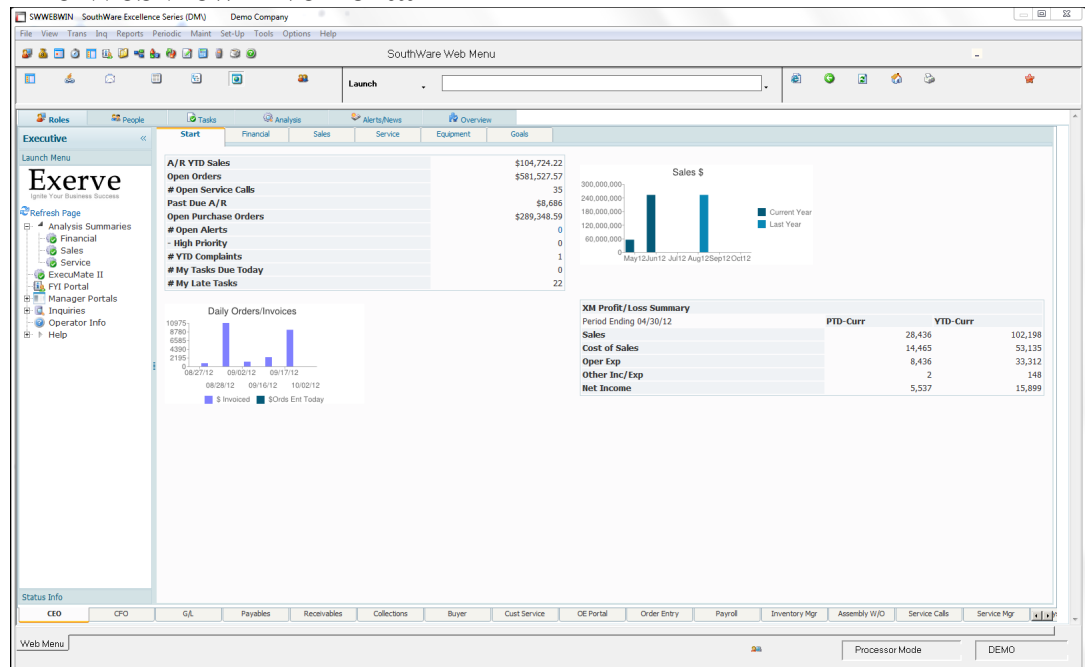 SWWEBWIN SouthWare Excellence Series (DM\) Demo Company
File View Trans Inq Reports Periodic Maint Set-Up Tools Options Help
SouthWare Web Menu
Launch
Roles People Tasks Analysis Alerts/News Overview
Executive «
Start Financial Sales Service Equipment Goals
Launch Menu
Exerve
Ignite Your Business Success
Refresh Page
Analysis Summaries
Financial
Sales
Service
ExecuMate II
FYI Portal
Manager Portals
Inquiries
Operator Info
Help
A/R YTD Sales $104,724.22
Open Orders $581,527.57
# Open Service Calls 35
Past Due A/R $8,686
Open Purchase Orders $289,348.59
# Open Alerts 0
- High Priority 0
# YTD Complaints 1
# My Tasks Due Today 0
# My Late Tasks 22
Sales $
300,000,000
240,000,000
180,000,000
120,000,000
60,000,000
0
May12Jun12 Jul12 Aug12Sep12Oct12
Current Year
Last Year
Daily Orders/Invoices
10975
8780
6585
4390
2195
0
08/27/12 09/02/12 09/17/12
08/28/12 09/16/12 10/02/12
$ Invoiced $Ords Ent Today
XM Profit/Loss Summary
Period Ending 04/30/12 PTD-Curr YTD-Curr
Sales 28,436 102,198
Cost of Sales 14,465 53,135
Oper Exp 8,436 33,312
Other Inc/Exp 2 148
Net Income 5,537 15,899
Status Info
CEO CFO G/L Payables Receivables Collections Buyer Cust Service OE Portal Order Entry Payroll Inventory Mgr Assembly W/O Service Calls Service Mgr
Web Menu
Processor Mode DEMO